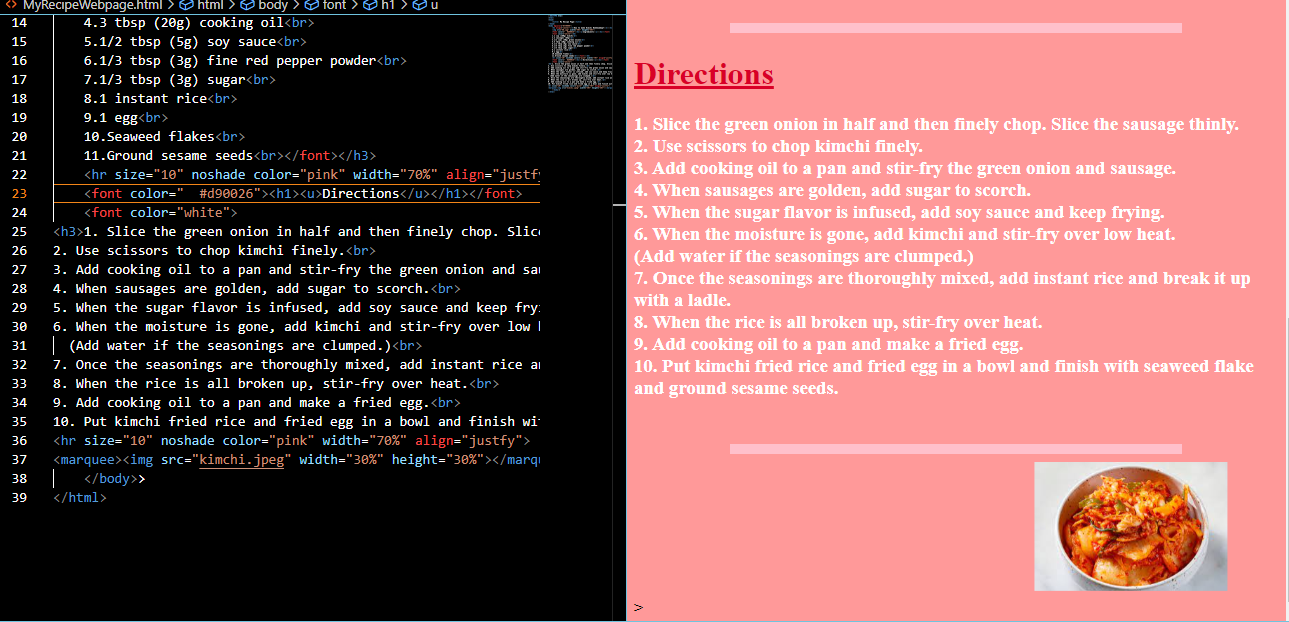 MyRecipeWebpage.html > html > body > font > h1 > u
14 4.3 tbsp (20g) cooking oil<br>
15 5.1/2 tbsp (5g) soy sauce<br>
16 6.1/3 tbsp (3g) fine red pepper powder<br>
17 7.1/3 tbsp (3g) sugar<br>
18 8.1 instant rice<br>
19 9.1 egg<br>
20 10.Seaweed flakes<br>
21 11.Ground sesame seeds<br></font></h3>
22 <hr size="10" noshade color="pink" width="70%" align="justf
23 <font color="  #d90026"><h1><u>Directions</u></h1></font>
24 <font color="white">
25 <h3>1. Slice the green onion in half and then finely chop. Slic
26 2. Use scissors to chop kimchi finely.<br>
27 3. Add cooking oil to a pan and stir-fry the green onion and sau
28 4. When sausages are golden, add sugar to scorch.<br>
29 5. When the sugar flavor is infused, add soy sauce and keep fry
30 6. When the moisture is gone, add kimchi and stir-fry over low
31 (Add water if the seasonings are clumped.)<br>
32 7. Once the seasonings are thoroughly mixed, add instant rice an
33 8. When the rice is all broken up, stir-fry over heat.<br>
34 9. Add cooking oil to a pan and make a fried egg.<br>
35 10. Put kimchi fried rice and fried egg in a bowl and finish wit
36 <hr size="10" noshade color="pink" width="70%" align="justfy">
37 <marquee><img src="kimchi.jpeg" width="30%" height="30%"></marqu
38 </body>>
39 </html>
Directions
1. Slice the green onion in half and then finely chop. Slice the sausage thinly.
2. Use scissors to chop kimchi finely.
3. Add cooking oil to a pan and stir-fry the green onion and sausage.
4. When sausages are golden, add sugar to scorch.
5. When the sugar flavor is infused, add soy sauce and keep frying.
6. When the moisture is gone, add kimchi and stir-fry over low heat.
(Add water if the seasonings are clumped.)
7. Once the seasonings are thoroughly mixed, add instant rice and break it up
with a ladle.
8. When the rice is all broken up, stir-fry over heat.
9. Add cooking oil to a pan and make a fried egg.
10. Put kimchi fried rice and fried egg in a bowl and finish with seaweed flake
and ground sesame seeds.
>